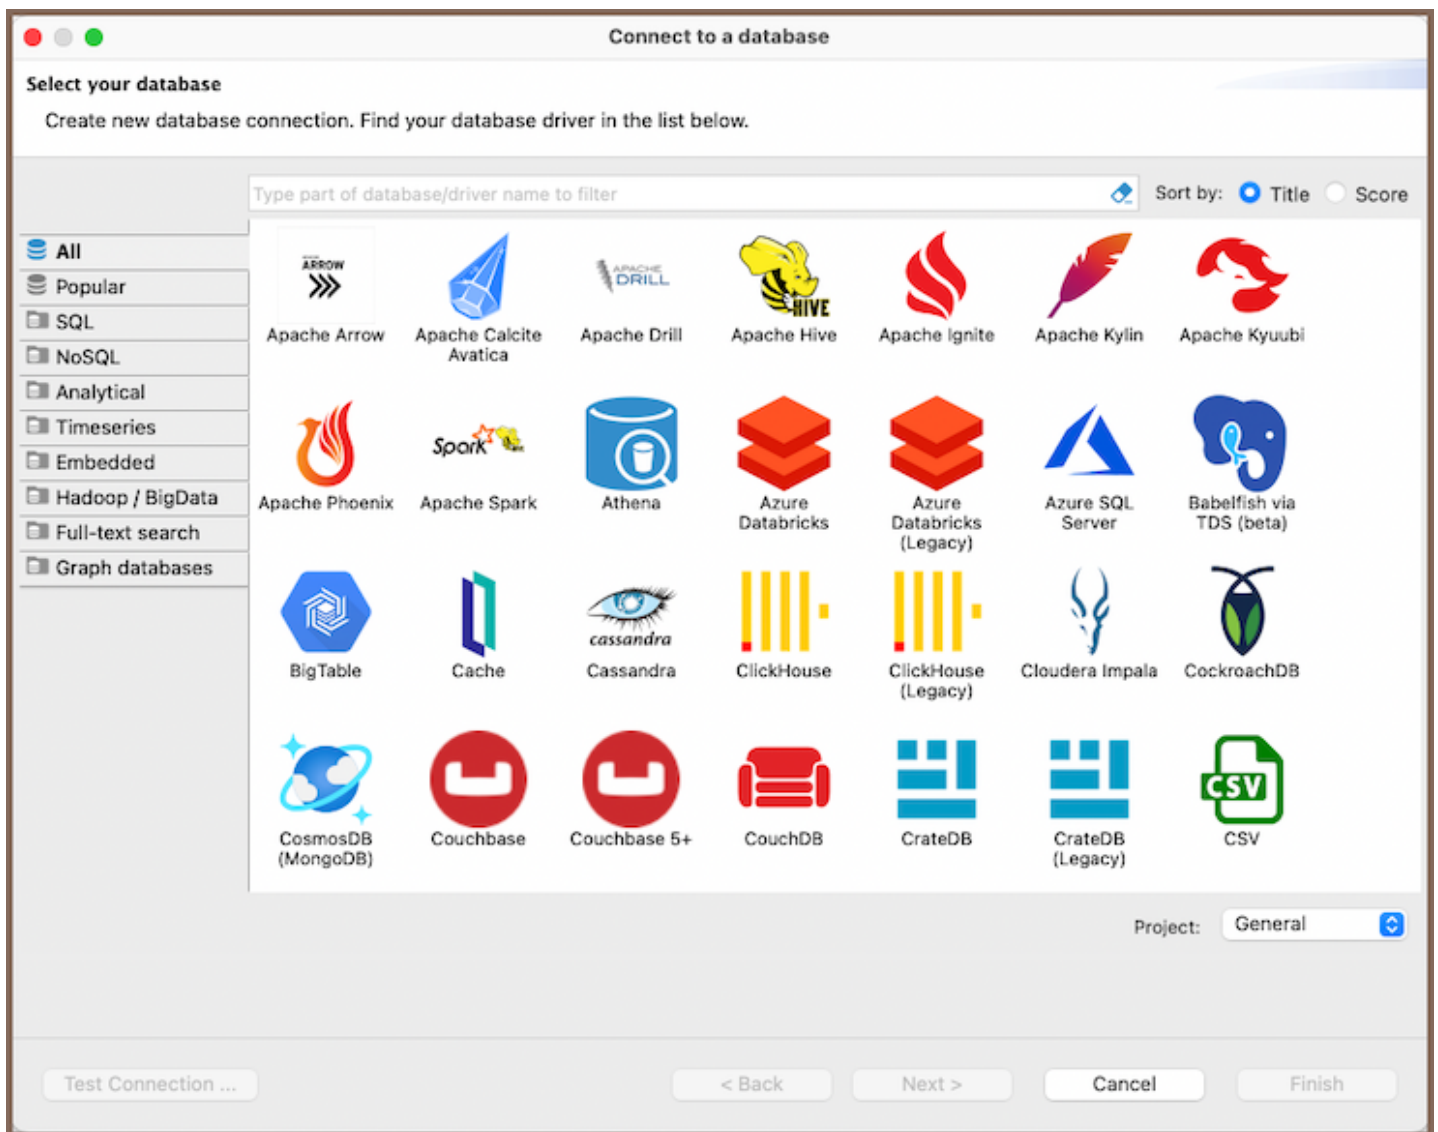 Connect to a database
Select your database
Create new database connection. Find your database driver in the list below.
Type part of database/driver name to filter
Sort by: Title Score
All
Popular
SQL
NoSQL
Analytical
Timeseries
Embedded
Hadoop / BigData
Full-text search
Graph databases
ARROW
APACHE
DRILL
HIVE
Apache Arrow
Apache Calcite
Avatica
Apache Drill
Apache Hive
Apache Ignite
Apache Kylin
Apache Kyuubi
Spark
Apache Phoenix
Apache Spark
Athena
Azure
Databricks
Azure
Databricks
(Legacy)
Azure SQL
Server
Babelfish via
TDS (beta)
cassandra
BigTable
Cache
Cassandra
ClickHouse
ClickHouse
(Legacy)
Cloudera Impala
CockroachDB
CSV
CosmosDB
(MongoDB)
Couchbase
Couchbase 5+
CouchDB
CrateDB
CrateDB
(Legacy)
CSV
Project: General
Test Connection ...
< Back
Next >
Cancel
Finish